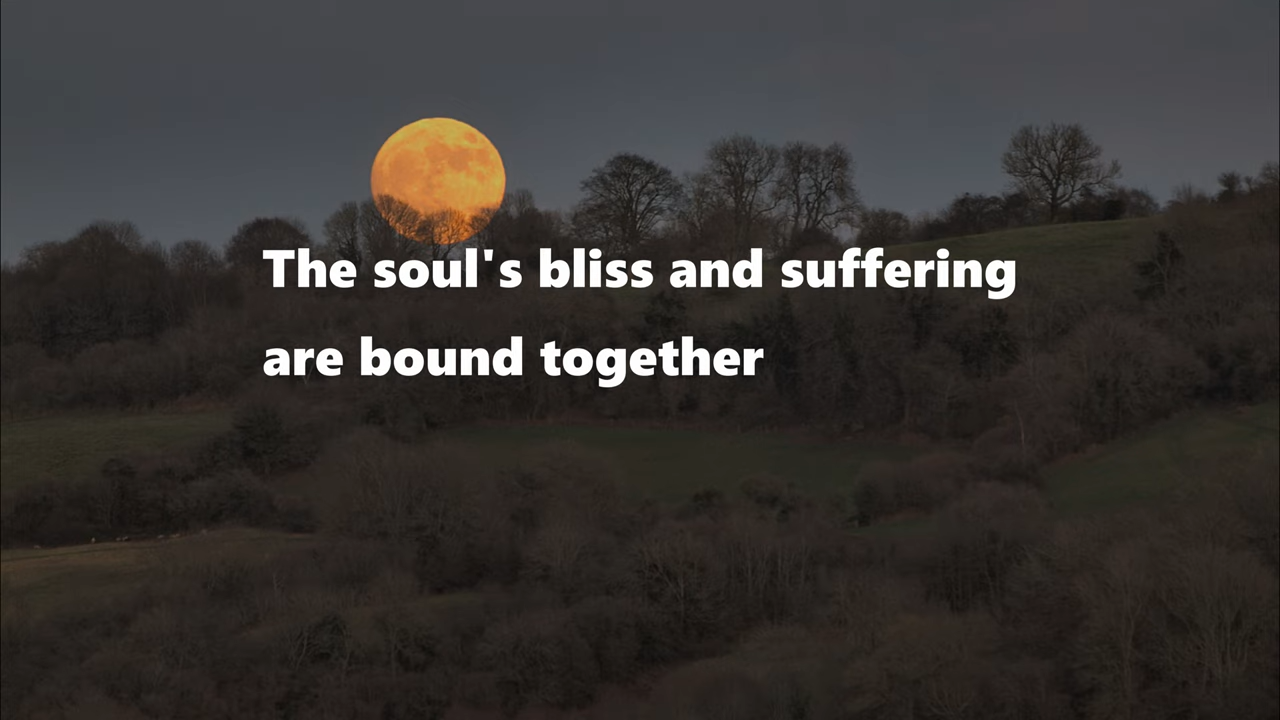 The soul's bliss and suffering
are bound together